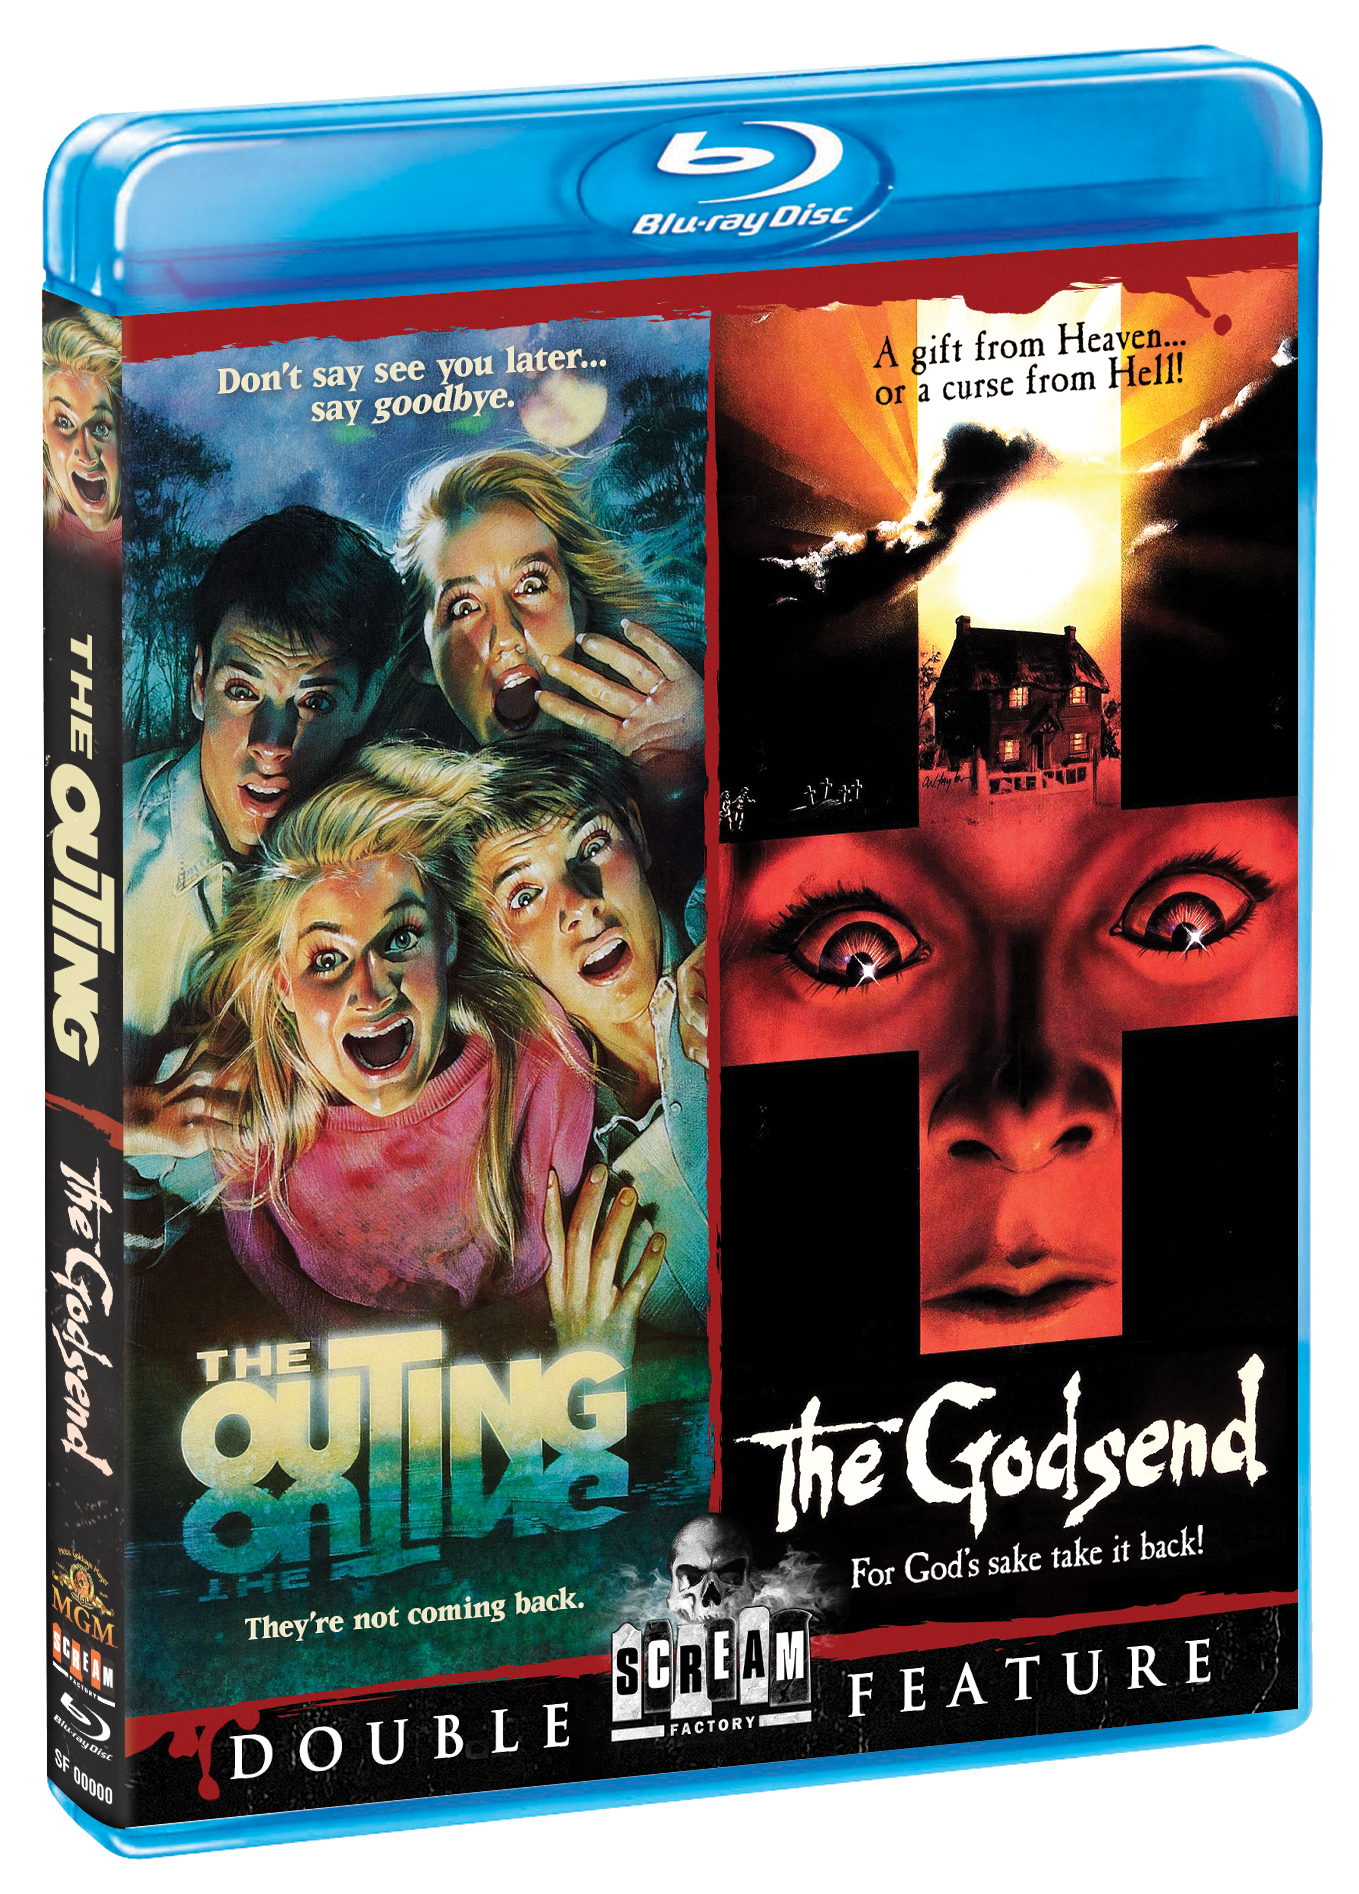 Blu-ray Disc
Don't say see you later...
say goodbye.
A gift from Heaven...
or a curse from Hell!
THE
OUTING
They're not coming back.
The Godsend
For God's sake take it back!
SCREAM
FACTORY
DOUBLE FEATURE
THE OUTING
The Godsend
MGM
SCREAM
FACTORY
Blu-ray Disc
SF 00000